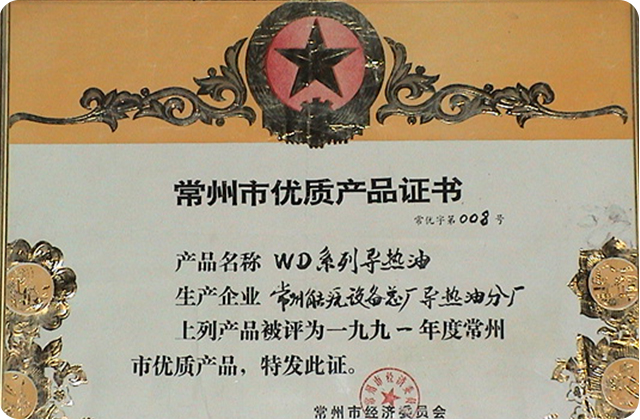 常州市优质产品证书
常优字第008号
产品名称 WD系列导热油
生产企业 常州能源设备总厂导热油分厂
上列产品被评为一九九一年度常州
市优质产品，特发此证。
常州市经济委员会